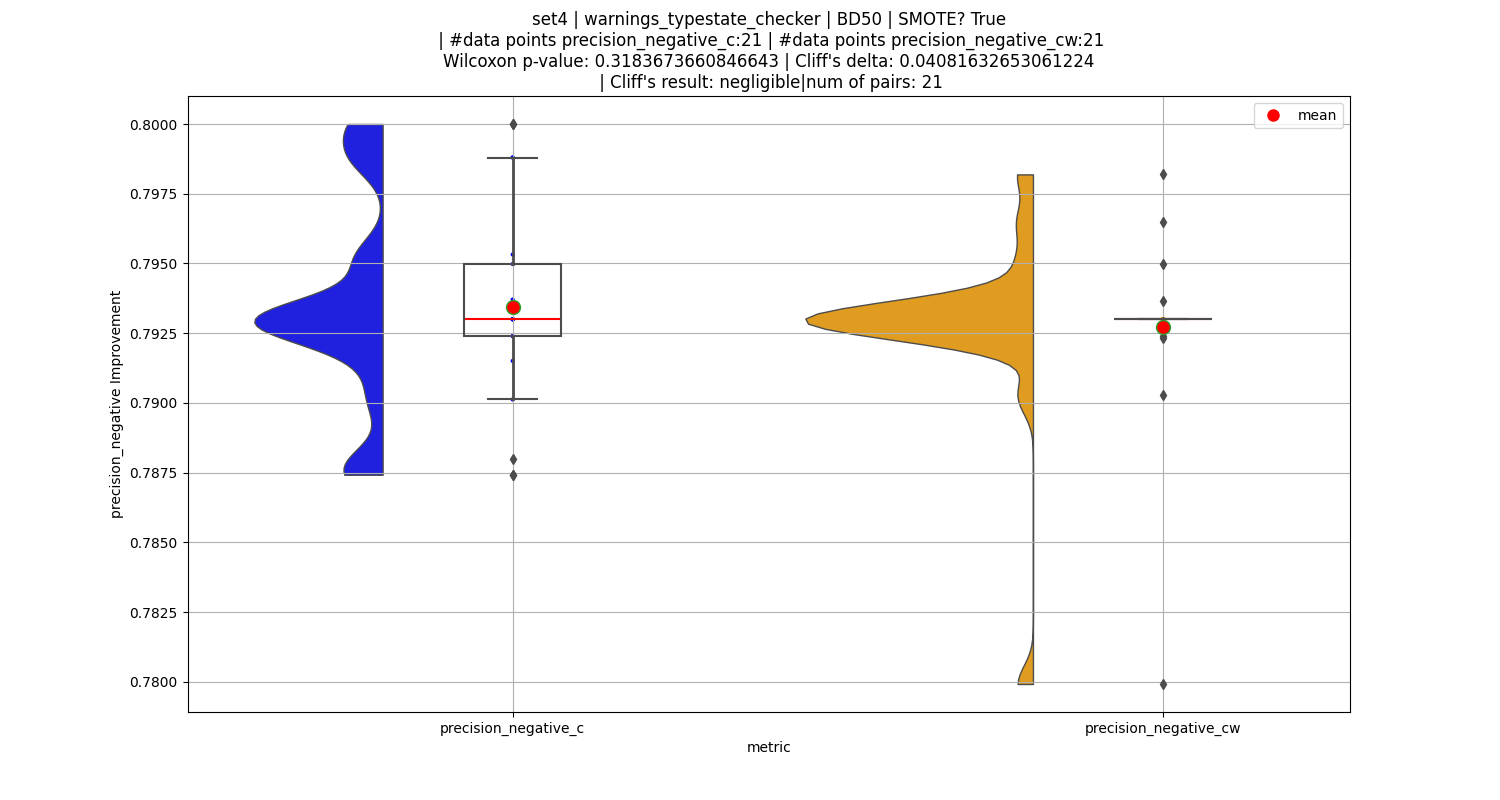 set4 | warnings_typestate_checker | BD50 | SMOTE? True
| #data points precision_negative_c:21 | #data points precision_negative_cw:21
Wilcoxon p-value: 0.3183673660846643 | Cliff's delta: 0.04081632653061224
| Cliff's result: negligible|num of pairs: 21
mean
0.8000
0.7975
0.7950
0.7925
0.7900
0.7875
0.7850
0.7825
0.7800
precision_negative Improvement
precision_negative_c
precision_negative_cw
metric